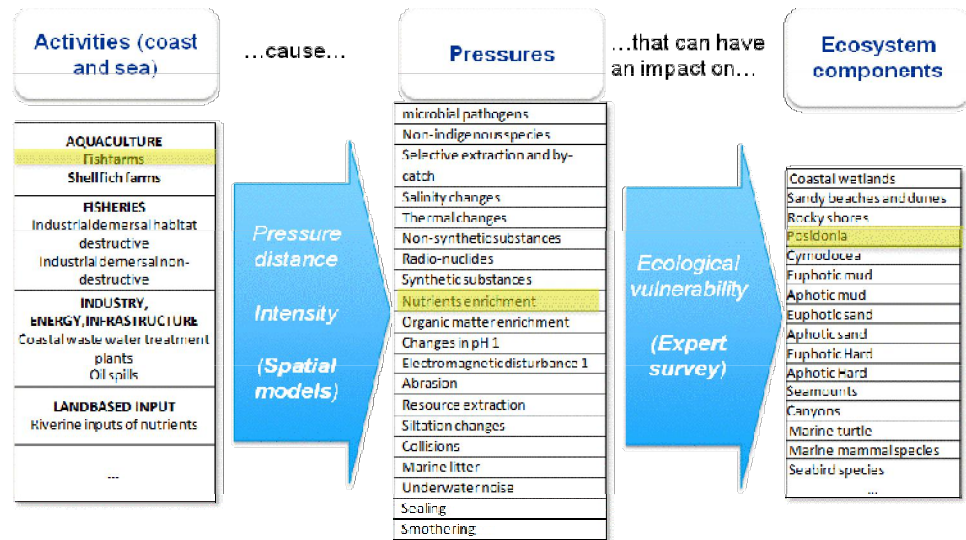 Activities (coast
and sea)
...cause...
Pressures
...that can have
an impact on...
Ecosystem
components
AQUACULTURE
Fishfarms
Shellfich farms
FISHERIES
Industrial demersal habitat
destructive
Industrial demersal non-
destructive
INDUSTRY,
ENERGY, INFRASTRUCTURE
Coastal waste water treatment
plants
Oil spills
LANDBASED INPUT
Riverine inputs of nutrients
...
Pressure
distance
Intensity
(Spatial
models)
microbial pathogens
Non-indigenous species
Selective extraction and by-
catch
Salinity changes
Thermal changes
Non-synthetic substances
Radio-nuclides
Synthetic substances
Nutrients enrichment
Organic matter enrichment
Changes in pH 1
Electromagnetic disturbance 1
Abrasion
Resource extraction
Siltation changes
Collisions
Marine litter
Underwater noise
Sealing
Smothering
Ecological
vulnerability
(Expert
survey)
Coastal wetlands
Sandy beaches and dunes
Rocky shores
Posidonia
Cymodocea
Euphotic mud
Aphotic mud
Euphotic sand
Aphotic sand
Euphotic Hard
Aphotic Hard
Seamounts
Canyons
Marine turtle
Marine mammal species
Seabird species
...